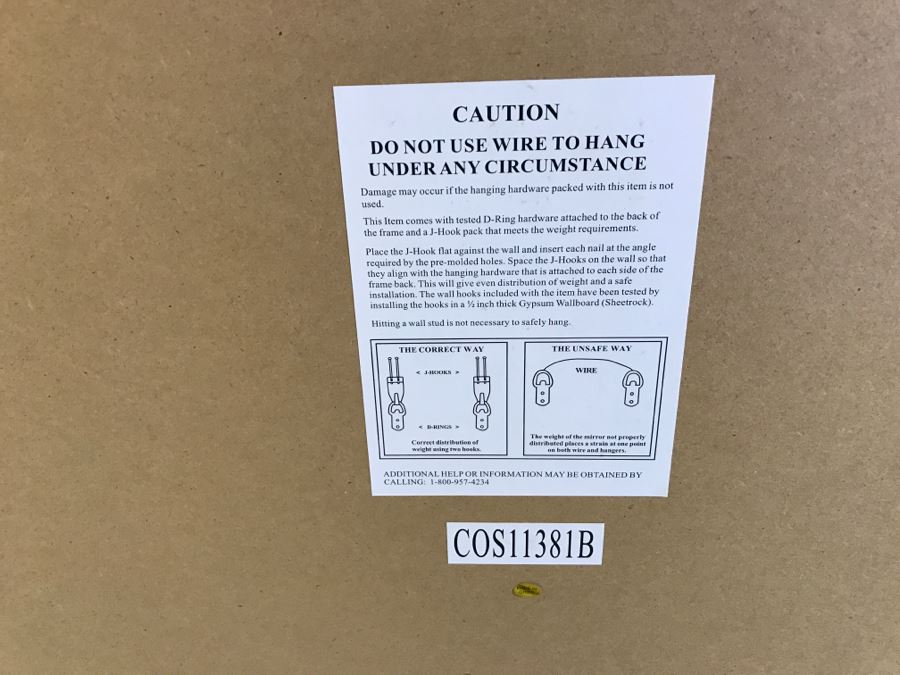 CAUTION
DO NOT USE WIRE TO HANG
UNDER ANY CIRCUMSTANCE
Damage may occur if the hanging hardware packed with this item is not
used.
This Item comes with tested D-Ring hardware attached to the back of
the frame and a J-Hook pack that meets the weight requirements.
Place the J-Hook flat against the wall and insert each nail at the angle
required by the pre-molded holes. Space the J-Hooks on the wall so that
they align with the hanging hardware that is attached to each side of the
frame back. This will give even distribution of weight and a safe
installation. The wall hooks included with the item have been tested by
installing the hooks in a ½ inch thick Gypsum Wallboard (Sheetrock).
Hitting a wall stud is not necessary to safely hang.
THE CORRECT WAY
< J-HOOKS >
< D-RINGS >
Correct distribution of
weight using two hooks.
THE UNSAFE WAY
WIRE
The weight of the mirror not properly
distributed places a strain at one point
on both wire and hangers.
ADDITIONAL HELP OR INFORMATION MAY BE OBTAINED BY
CALLING: 1-800-957-4234
COS11381B